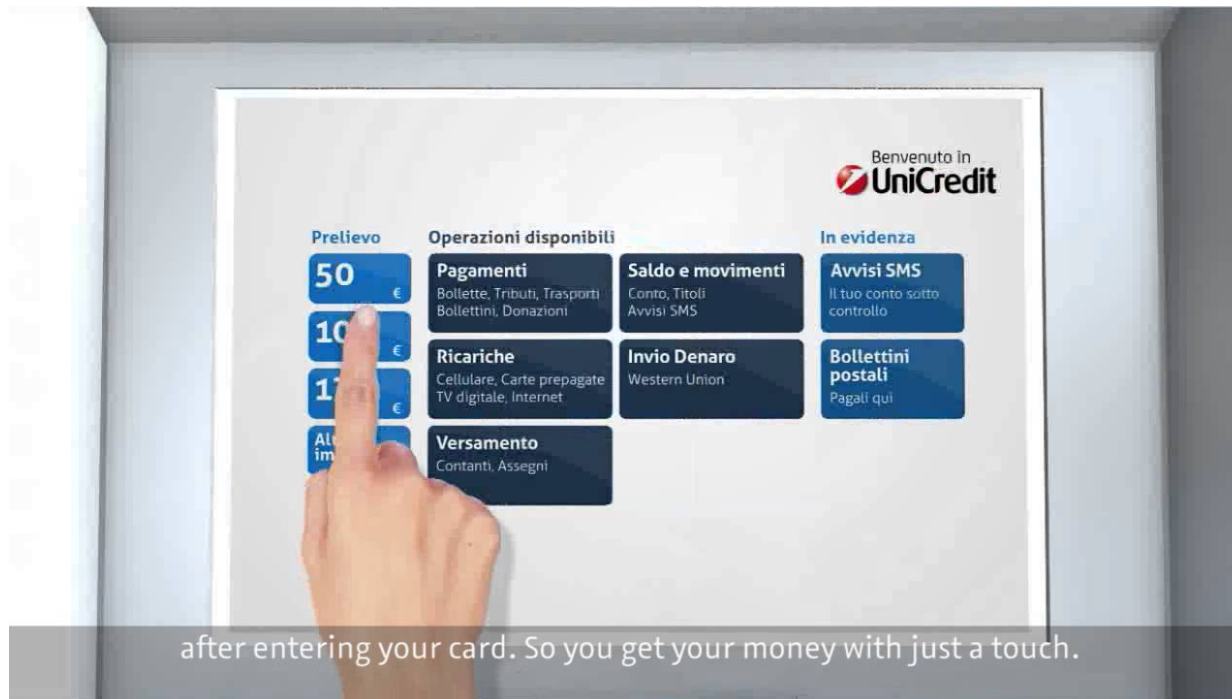 Benvenuto in
UniCredit
Prelievo
50
€
€
€
Operazioni disponibili
Pagamenti
Bollette, Tributi, Trasporti
Bollettini, Donazioni
Saldo e movimenti
Conto, Titoli
Avvisi SMS
Ricariche
Cellulare, Carte prepagate
TV digitale, Internet
Invio Denaro
Western Union
Versamento
Contanti, Assegni
In evidenza
Avvisi SMS
Il tuo conto sotto
controllo
Bollettini
postali
Pagali qui
after entering your card. So you get your money with just a touch.